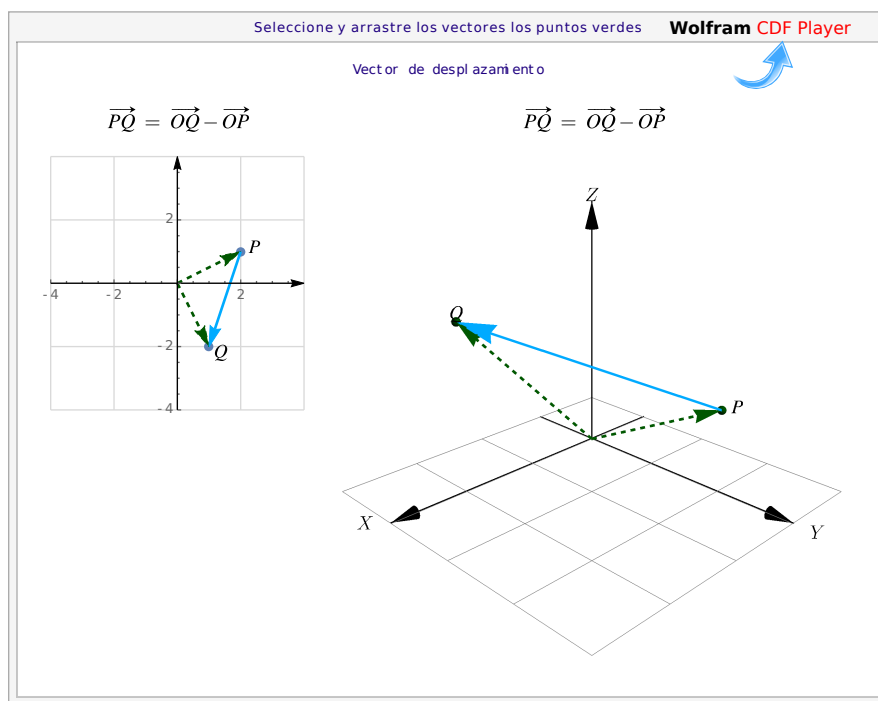 Seleccione y arrastre los vectores los puntos verdes Wolfram CDF Player
Vector de desplazamiento
PQ = OQ − OP
PQ = OQ − OP
Z
2
P
-4 -2 2
Q
-2
Q
-4
P
X
Y